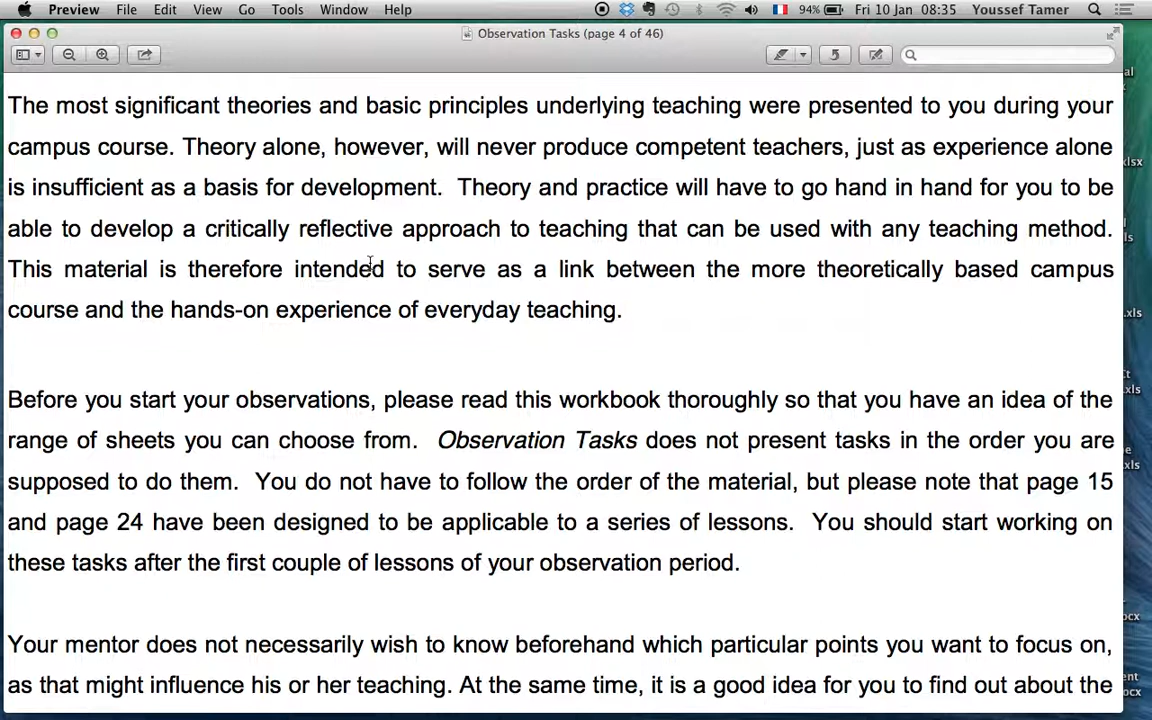 Preview File Edit View Go Tools Window Help 94% Fri 10 Jan 08:35 Youssef Tamer
Observation Tasks (page 4 of 46)
The most significant theories and basic principles underlying teaching were presented to you during your
campus course. Theory alone, however, will never produce competent teachers, just as experience alone
is insufficient as a basis for development. Theory and practice will have to go hand in hand for you to be
able to develop a critically reflective approach to teaching that can be used with any teaching method.
This material is therefore intended to serve as a link between the more theoretically based campus
course and the hands-on experience of everyday teaching.
Before you start your observations, please read this workbook thoroughly so that you have an idea of the
range of sheets you can choose from. Observation Tasks does not present tasks in the order you are
supposed to do them. You do not have to follow the order of the material, but please note that page 15
and page 24 have been designed to be applicable to a series of lessons. You should start working on
these tasks after the first couple of lessons of your observation period.
Your mentor does not necessarily wish to know beforehand which particular points you want to focus on,
as that might influence his or her teaching. At the same time, it is a good idea for you to find out about the